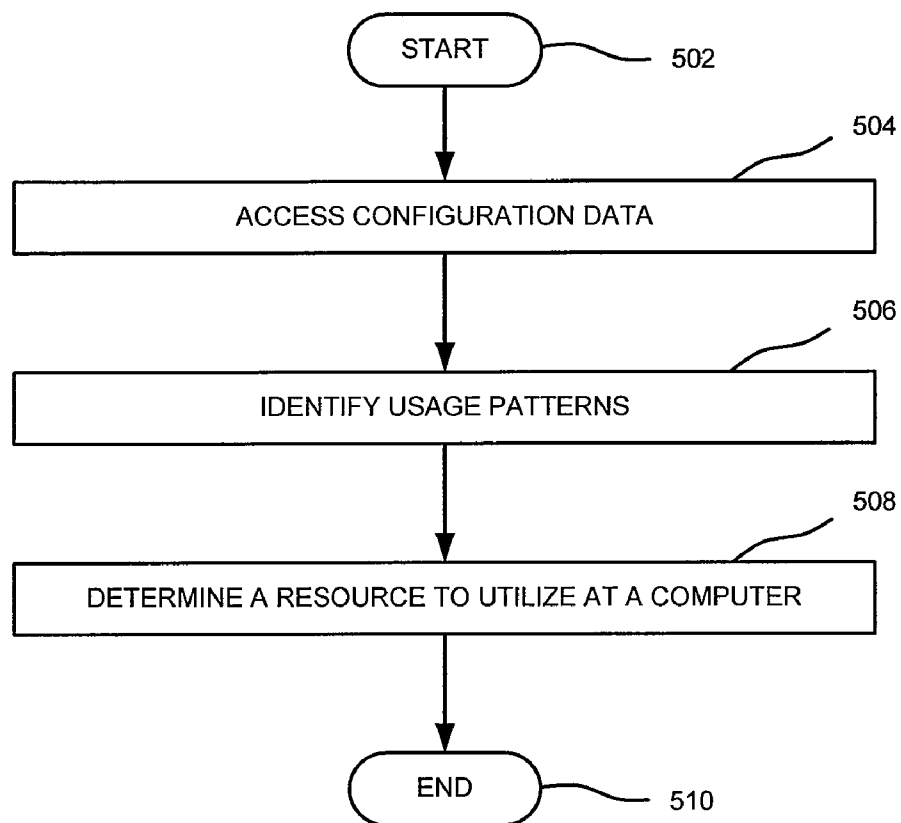 START
502
504
ACCESS CONFIGURATION DATA
506
IDENTIFY USAGE PATTERNS
508
DETERMINE A RESOURCE TO UTILIZE AT A COMPUTER
END
510